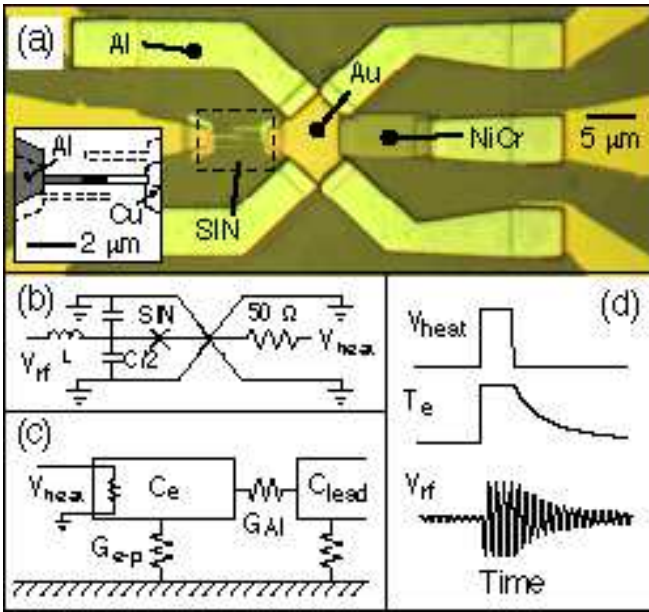 (a)
Al
Au
NiCr
5 μm
Al
Cu
SIN
2 μm
(b)
SIN
50 Ω
V_rf
L
C/2
V_heat
(c)
V_heat
C_e
C_lead
G_Al
G_e-p
(d)
V_heat
T_e
V_rf
Time